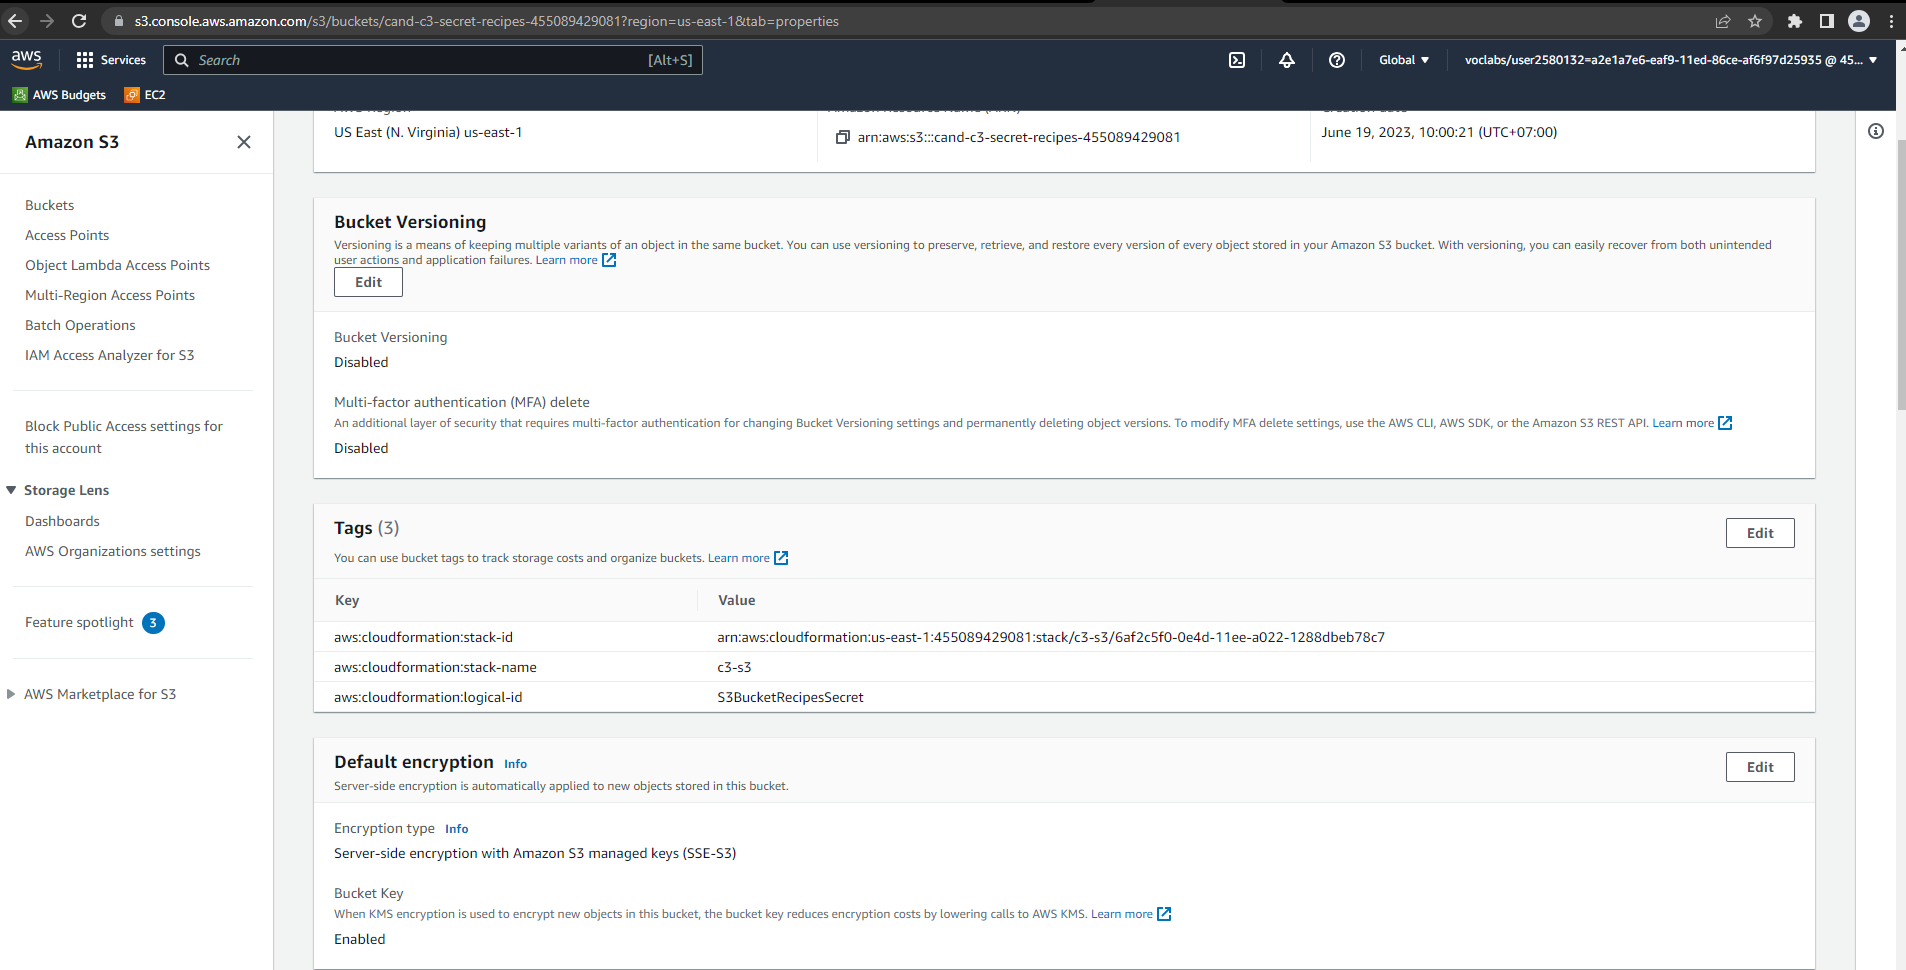 s3.console.aws.amazon.com/s3/buckets/cand-c3-secret-recipes-455089429081?region=us-east-1&tab=properties
aws
Services
Search
[Alt+S]
Global
voclabs/user2580132=a2e1a7e6-eaf9-11ed-86ce-af6f97d25935 @ 45...
AWS Budgets
EC2
Amazon S3
Buckets
Access Points
Object Lambda Access Points
Multi-Region Access Points
Batch Operations
IAM Access Analyzer for S3
Block Public Access settings for
this account
Storage Lens
Dashboards
AWS Organizations settings
Feature spotlight 3
AWS Marketplace for S3
US East (N. Virginia) us-east-1
arn:aws:s3:::cand-c3-secret-recipes-455089429081
June 19, 2023, 10:00:21 (UTC+07:00)
Bucket Versioning
Versioning is a means of keeping multiple variants of an object in the same bucket. You can use versioning to preserve, retrieve, and restore every version of every object stored in your Amazon S3 bucket. With versioning, you can easily recover from both unintended
user actions and application failures. Learn more
Edit
Bucket Versioning
Disabled
Multi-factor authentication (MFA) delete
An additional layer of security that requires multi-factor authentication for changing Bucket Versioning settings and permanently deleting object versions. To modify MFA delete settings, use the AWS CLI, AWS SDK, or the Amazon S3 REST API. Learn more
Disabled
Tags (3)
Edit
You can use bucket tags to track storage costs and organize buckets. Learn more
Key
Value
aws:cloudformation:stack-id
arn:aws:cloudformation:us-east-1:455089429081:stack/c3-s3/6af2c5f0-0e4d-11ee-a022-1288dbeb78c7
aws:cloudformation:stack-name
c3-s3
aws:cloudformation:logical-id
S3BucketRecipesSecret
Default encryption Info
Edit
Server-side encryption is automatically applied to new objects stored in this bucket.
Encryption type Info
Server-side encryption with Amazon S3 managed keys (SSE-S3)
Bucket Key
When KMS encryption is used to encrypt new objects in this bucket, the bucket key reduces encryption costs by lowering calls to AWS KMS. Learn more
Enabled